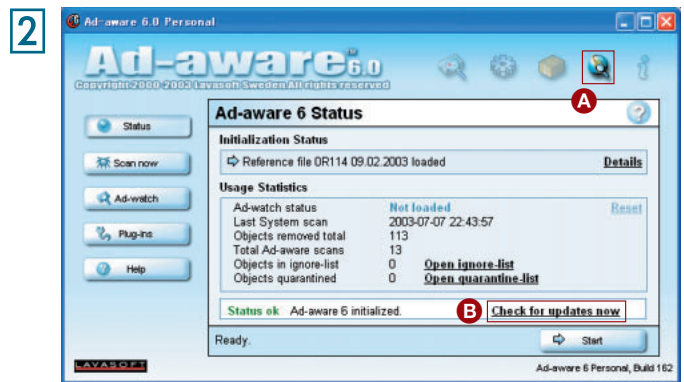 2
Ad-aware 6.0 Personal
Ad-aware 6.0
Copyright 2000-2003 Lavasoft Sweden All rights reserved
A
Status
Scan now
Ad-watch
Plug-ins
Help
Ad-aware 6 Status
Initialization Status
Reference file 0R114 09.02.2003 loaded Details
Usage Statistics
Ad-watch status Not loaded Reset
Last System scan 2003-07-07 22:43:57
Objects removed total 113
Total Ad-aware scans 13
Objects in ignore-list 0 Open ignore-list
Objects quarantined 0 Open quarantine-list
Status ok Ad-aware 6 initialized. B Check for updates now
Ready. Start
LAVASOFT
Ad-aware 6 Personal, Build 162